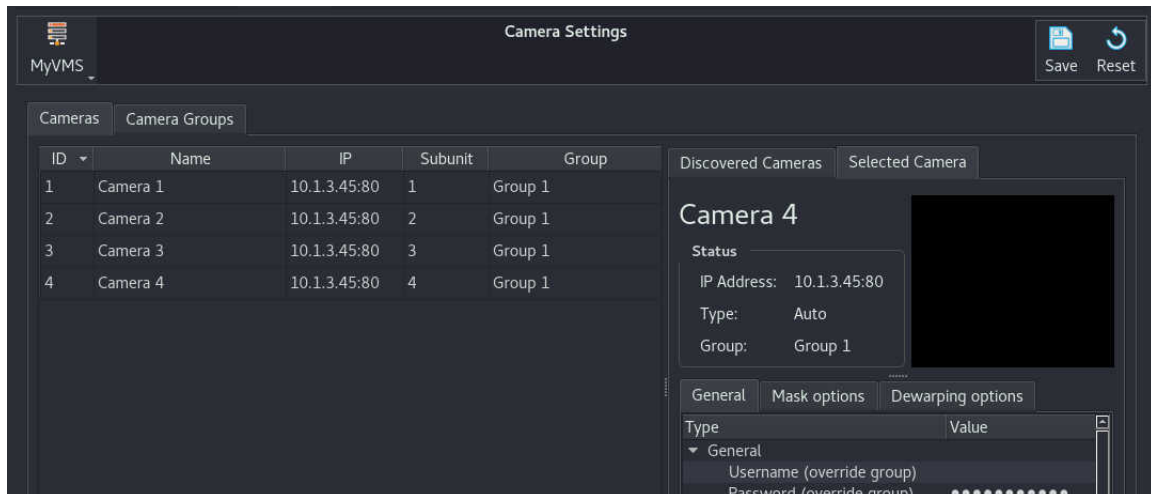 Camera Settings
MyVMS
Save Reset
Cameras Camera Groups
ID Name IP Subunit Group
1 Camera 1 10.1.3.45:80 1 Group 1
2 Camera 2 10.1.3.45:80 2 Group 1
3 Camera 3 10.1.3.45:80 3 Group 1
4 Camera 4 10.1.3.45:80 4 Group 1
Discovered Cameras Selected Camera
Camera 4
Status
IP Address: 10.1.3.45:80
Type: Auto
Group: Group 1
General Mask options Dewarping options
Type Value
General
Username (override group)
Password (override group) ●●●●●●●●●●●